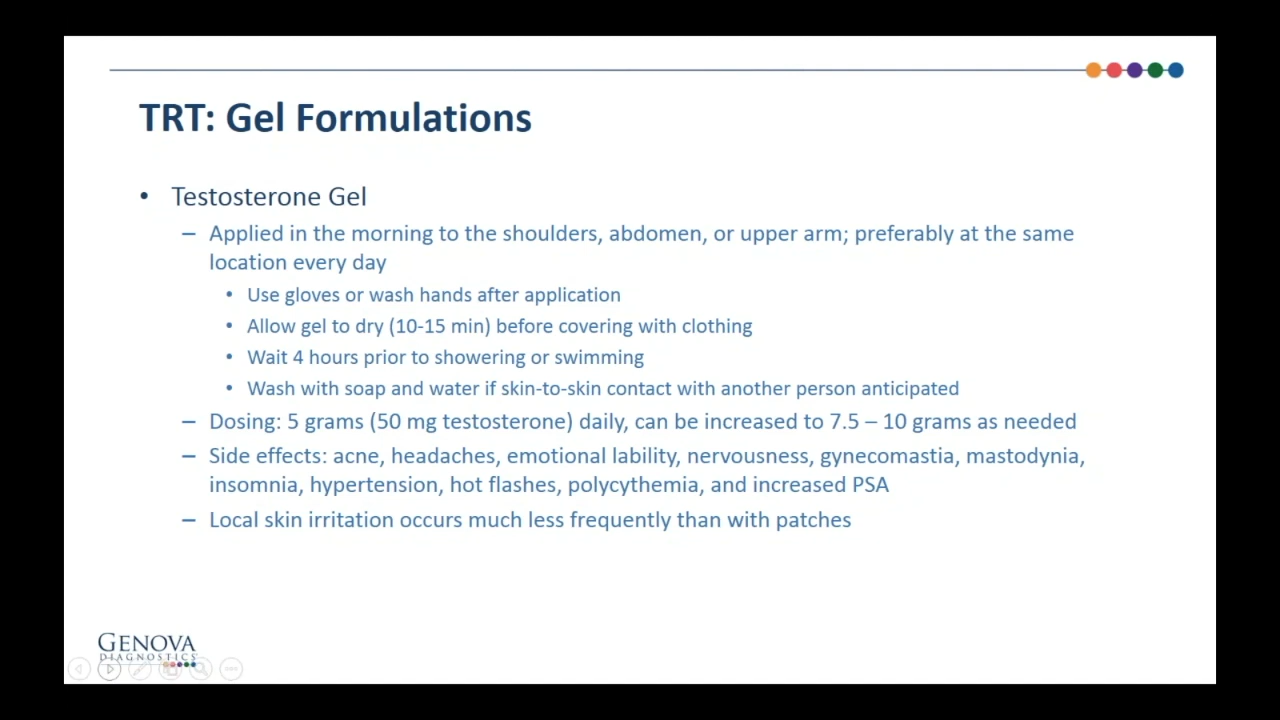 TRT: Gel Formulations
• Testosterone Gel
– Applied in the morning to the shoulders, abdomen, or upper arm; preferably at the same
location every day
• Use gloves or wash hands after application
• Allow gel to dry (10-15 min) before covering with clothing
• Wait 4 hours prior to showering or swimming
• Wash with soap and water if skin-to-skin contact with another person anticipated
– Dosing: 5 grams (50 mg testosterone) daily, can be increased to 7.5 – 10 grams as needed
– Side effects: acne, headaches, emotional lability, nervousness, gynecomastia, mastodynia,
insomnia, hypertension, hot flashes, polycythemia, and increased PSA
– Local skin irritation occurs much less frequently than with patches
GENOVA
DIAGNOSTICS